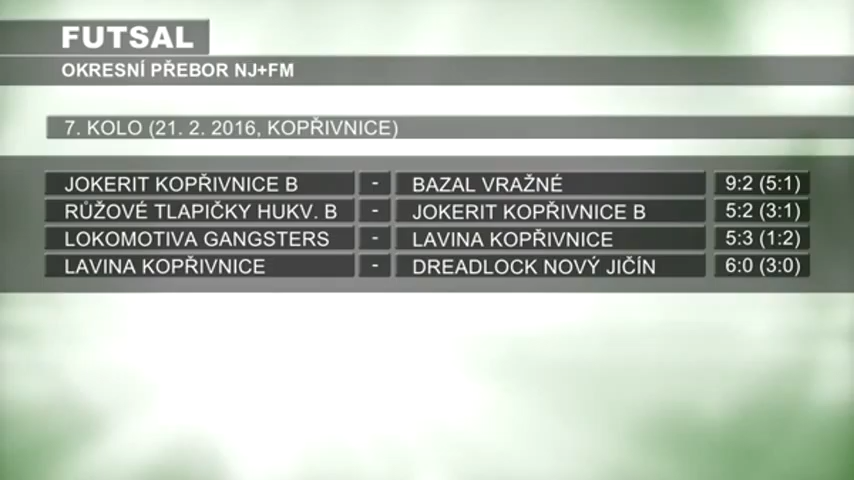 FUTSAL
OKRESNÍ PŘEBOR NJ+FM
7. KOLO (21. 2. 2016, KOPŘIVNICE)
JOKERIT KOPŘIVNICE B - BAZAL VRAŽNÉ 9:2 (5:1)
RŮŽOVÉ TLAPIČKY HUKV. B - JOKERIT KOPŘIVNICE B 5:2 (3:1)
LOKOMOTIVA GANGSTERS - LAVINA KOPŘIVNICE 5:3 (1:2)
LAVINA KOPŘIVNICE - DREADLOCK NOVÝ JIČÍN 6:0 (3:0)